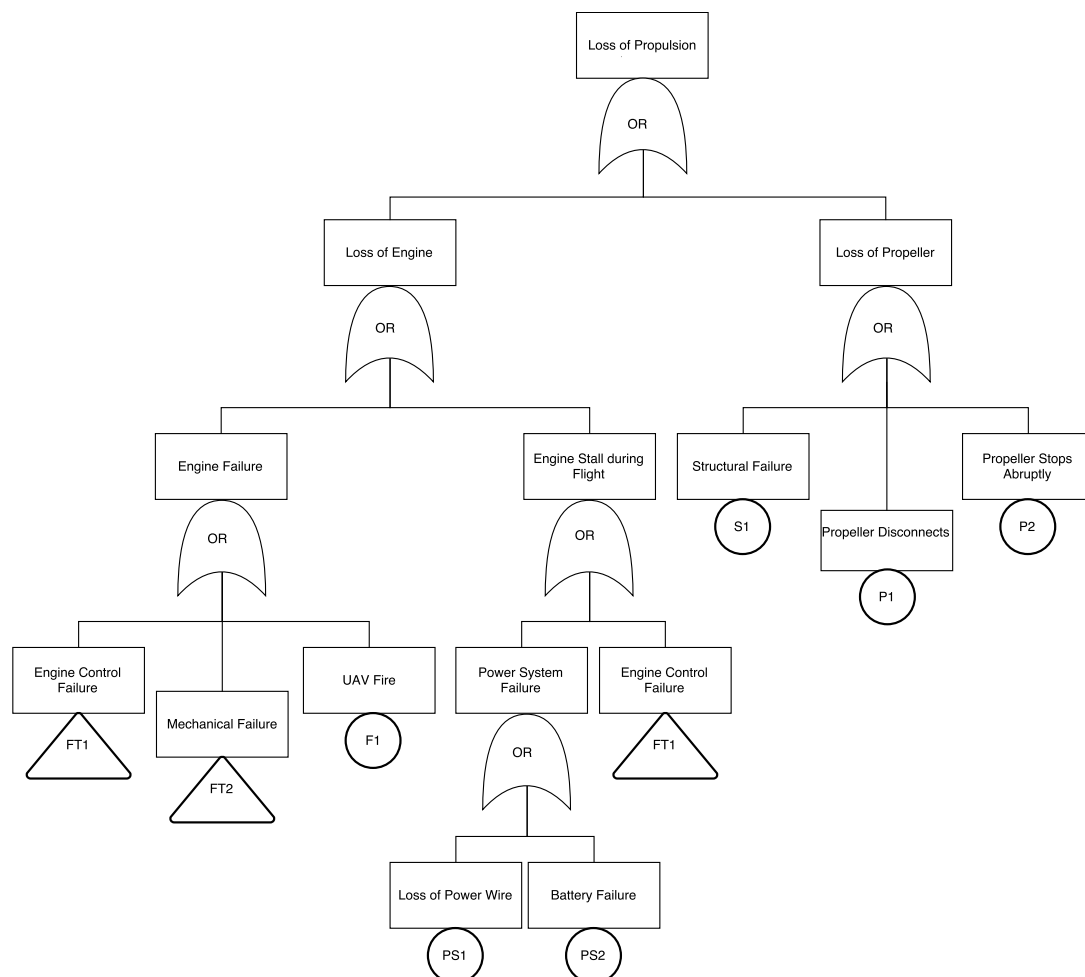 Loss of Propulsion
OR
Loss of Engine
Loss of Propeller
OR
OR
Engine Failure
Engine Stall during
Flight
Structural Failure
Propeller Stops
Abruptly
S1
P2
Propeller Disconnects
OR
OR
P1
Engine Control
Failure
UAV Fire
Power System
Failure
Engine Control
Failure
Mechanical Failure
FT1
F1
FT1
OR
FT2
Loss of Power Wire
Battery Failure
PS1
PS2